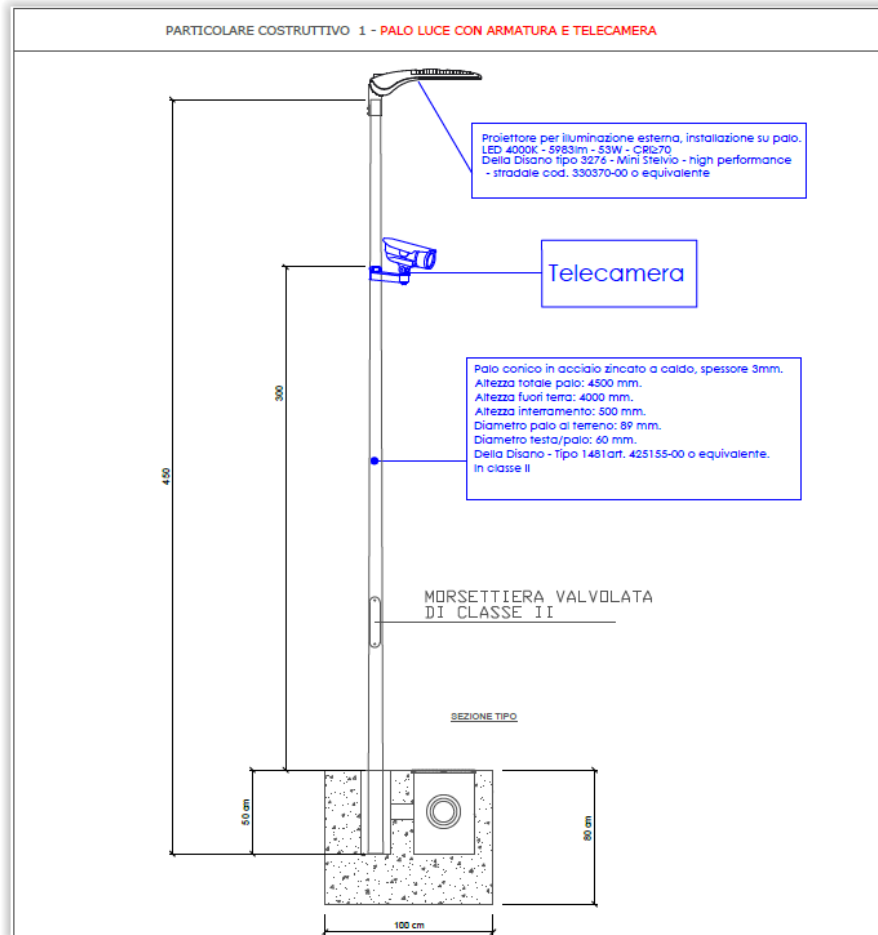 PARTICOLARE COSTRUTTIVO 1 - PALO LUCE CON ARMATURA E TELECAMERA
Proiettore per illuminazione esterna, installazione su palo.
LED 4000K - 5983lm - 53W - CRI≥70
Della Disano tipo 3276 - Mini Stelvio - high performance
- stradale cod. 330370-00 o equivalente
Telecamera
Palo conico in acciaio zincato a caldo, spessore 3mm.
Altezza totale palo: 4500 mm.
Altezza fuori terra: 4000 mm.
Altezza interramento: 500 mm.
Diametro palo al terreno: 89 mm.
Diametro testa/palo: 60 mm.
Della Disano - Tipo 1481art. 425155-00 o equivalente.
In classe II
300
450
MORSETTIERA VALVOLATA
DI CLASSE II
SEZIONE TIPO
50 cm
80 cm
100 cm